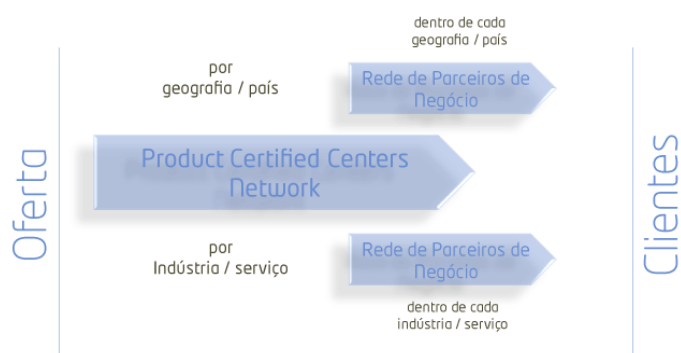 dentro de cada
geografia / país
por
geografia / país
Rede de Parceiros de
Negócio
Oferta
Product Certified Centers
Network
Clientes
por
Indústria / serviço
Rede de Parceiros de
Negócio
dentro de cada
indústria / serviço